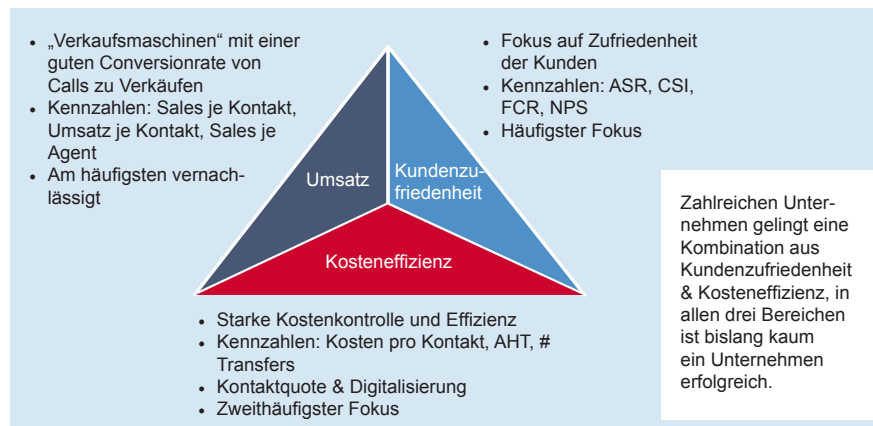 • „Verkaufsmaschinen“ mit einer
guten Conversionrate von
Calls zu Verkäufen
• Kennzahlen: Sales je Kontakt,
Umsatz je Kontakt, Sales je
Agent
• Am häufigsten vernach-
lässigt
• Fokus auf Zufriedenheit
der Kunden
• Kennzahlen: ASR, CSI,
FCR, NPS
• Häufigster Fokus
Umsatz
Kundenzu-
friedenheit
Kosteneffizienz
Zahlreichen Unter-
nehmen gelingt eine
Kombination aus
Kundenzufriedenheit
& Kosteneffizienz, in
allen drei Bereichen
ist bislang kaum
ein Unternehmen
erfolgreich.
• Starke Kostenkontrolle und Effizienz
• Kennzahlen: Kosten pro Kontakt, AHT, #
Transfers
• Kontaktquote & Digitalisierung
• Zweithäufigster Fokus